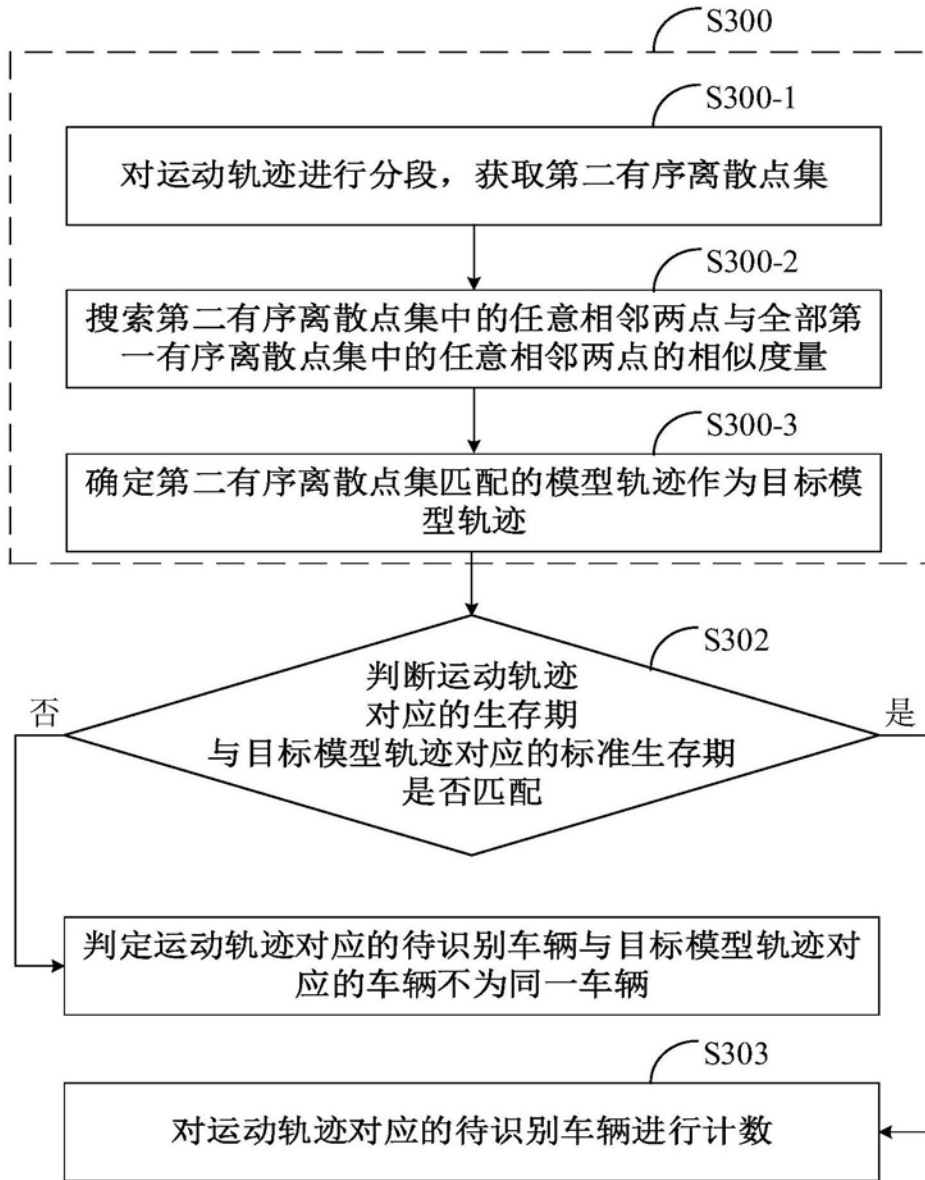 S300
S300-1
对运动轨迹进行分段，获取第二有序离散点集
S300-2
搜索第二有序离散点集中的任意相邻两点与全部第
一有序离散点集中的任意相邻两点的相似度量
S300-3
确定第二有序离散点集匹配的模型轨迹作为目标模
型轨迹
S302
判断运动轨迹
对应的生存期
与目标模型轨迹对应的标准生存期
是否匹配
否
是
判定运动轨迹对应的待识别车辆与目标模型轨迹对
应的车辆不为同一车辆
S303
对运动轨迹对应的待识别车辆进行计数